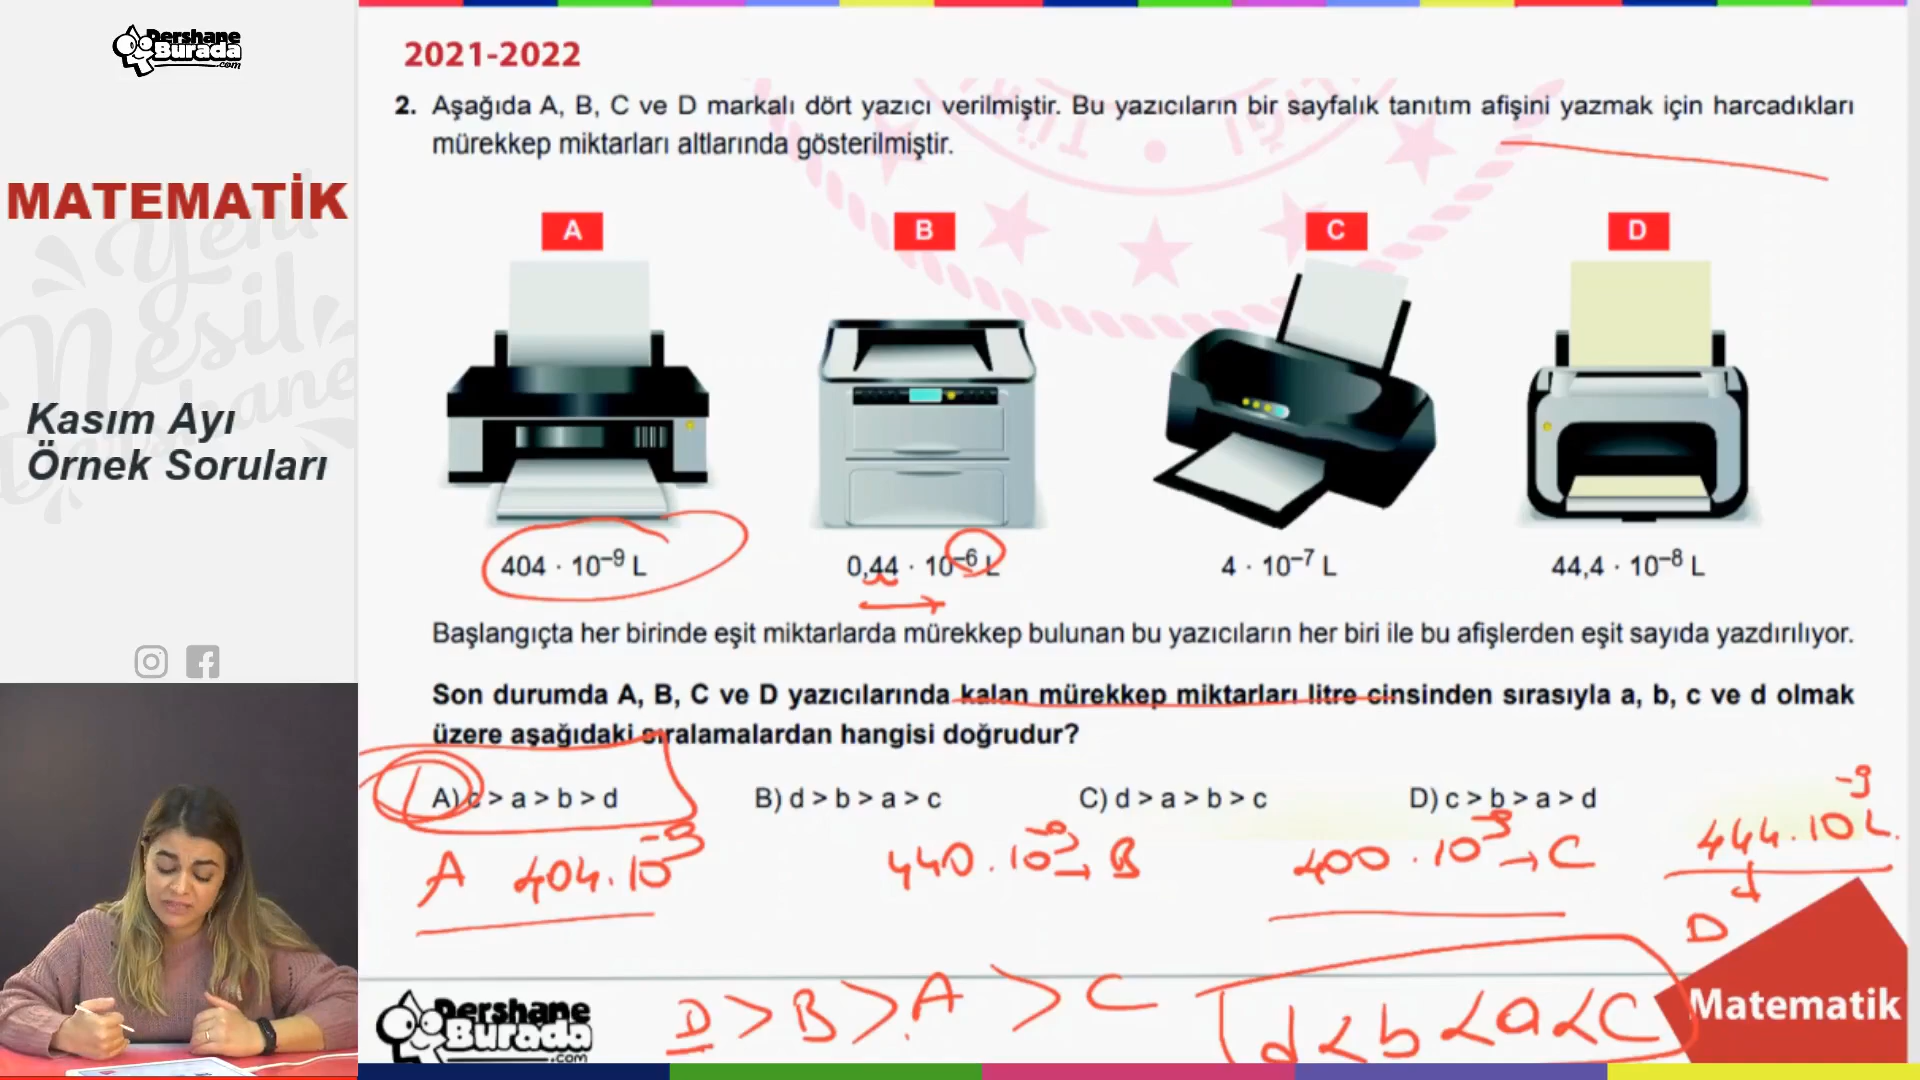 Dershane
Burada
.com
MATEMATİK
Yeni
Nesil
Dershane
Kasım Ayı
Örnek Soruları
2021-2022
2. Aşağıda A, B, C ve D markalı dört yazıcı verilmiştir. Bu yazıcıların bir sayfalık tanıtım afişini yazmak için harcadıkları
mürekkep miktarları altlarında gösterilmiştir.
A B C D
404 · 10⁻⁹ L 0,44 · 10⁻⁶ L 4 · 10⁻⁷ L 44,4 · 10⁻⁸ L
Başlangıçta her birinde eşit miktarlarda mürekkep bulunan bu yazıcıların her biri ile bu afişlerden eşit sayıda yazdırılıyor.
Son durumda A, B, C ve D yazıcılarında kalan mürekkep miktarları litre cinsinden sırasıyla a, b, c ve d olmak
üzere aşağıdaki sıralamalardan hangisi doğrudur?
A) c > a > b > d B) d > b > a > c C) d > a > b > c D) c > b > a > d
A 404.10⁻⁹ 440.10⁻⁹ → B 400.10⁻⁹ → C 444.10⁻⁹ L
D
Dershane
Burada
.com
D > B > A > C d < b < a < c
Matematik